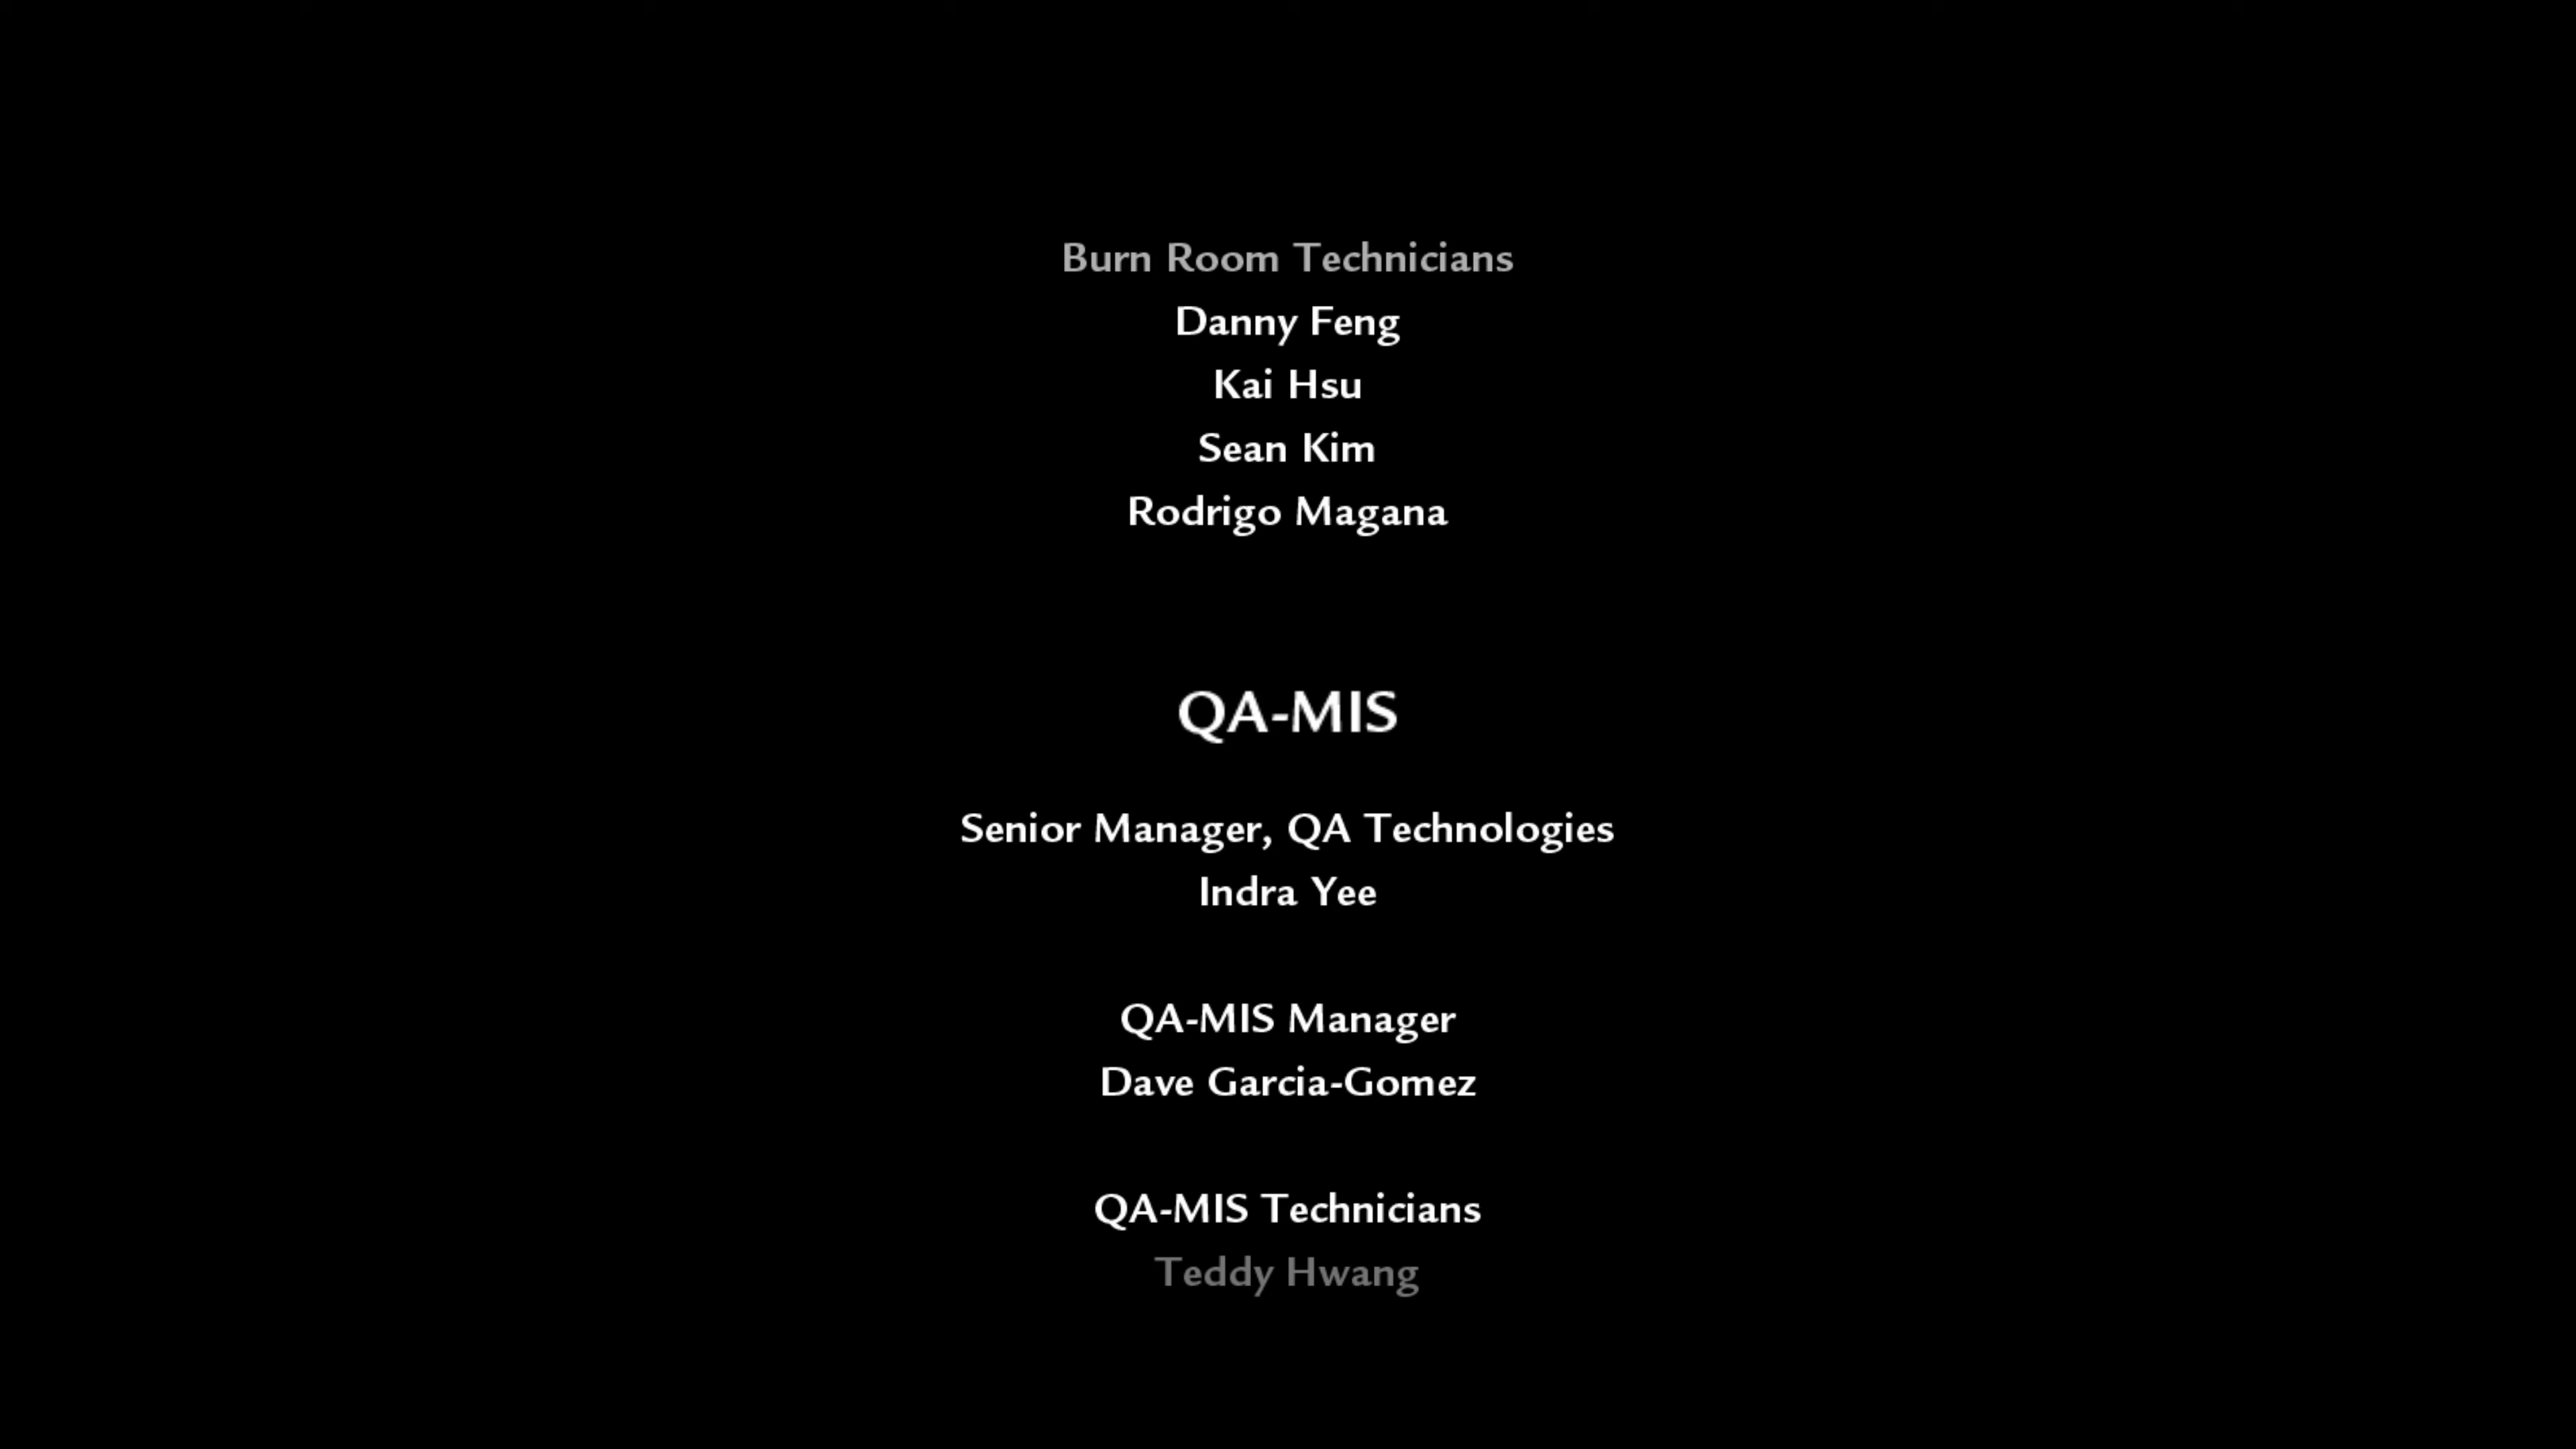 Burn Room Technicians
Danny Feng
Kai Hsu
Sean Kim
Rodrigo Magana
QA-MIS
Senior Manager, QA Technologies
Indra Yee
QA-MIS Manager
Dave Garcia-Gomez
QA-MIS Technicians
Teddy Hwang